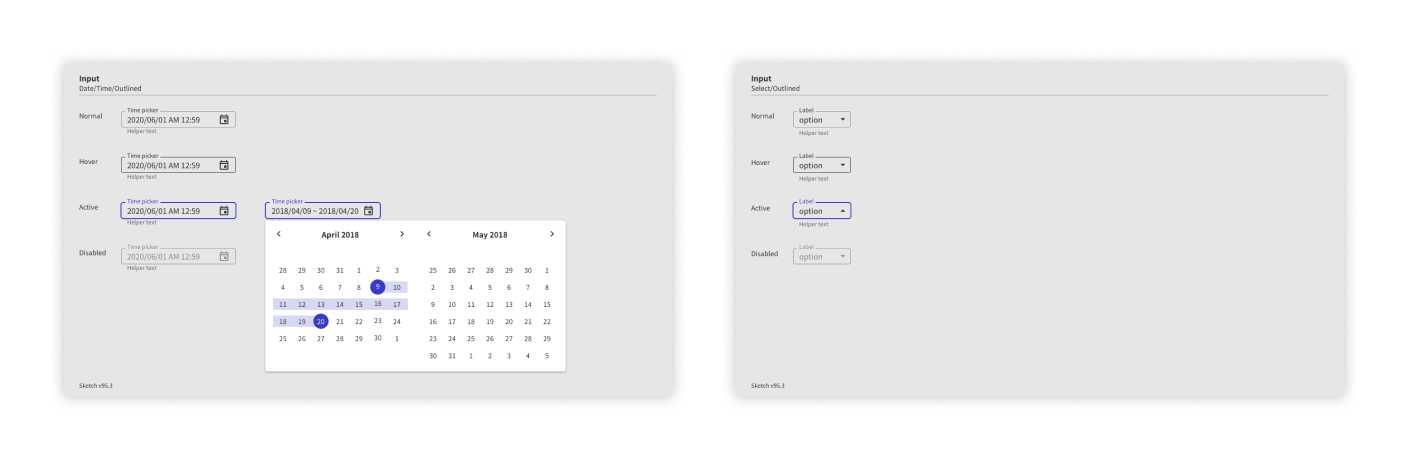 Input
Date/Time/Outlined
Normal
Time picker
2020/06/01 AM 12:59
Helper text
Hover
Time picker
2020/06/01 AM 12:59
Helper text
Active
Time picker
2020/06/01 AM 12:59
Helper text
Time picker
2018/04/09 ~ 2018/04/20
April 2018
28 29 30 31 1 2 3
4 5 6 7 8 9 10
11 12 13 14 15 16 17
18 19 20 21 22 23 24
25 26 27 28 29 30 1
May 2018
25 26 27 28 29 30 1
2 3 4 5 6 7 8
9 10 11 12 13 14 15
16 17 18 19 20 21 22
23 24 25 26 27 28 29
30 31 1 2 3 4 5
Disabled
Time picker
2020/06/01 AM 12:59
Helper text
Sketch v95.3
Input
Select/Outlined
Normal
Label
option
Helper text
Hover
Label
option
Helper text
Active
Label
option
Helper text
Disabled
Label
option
Sketch v95.3